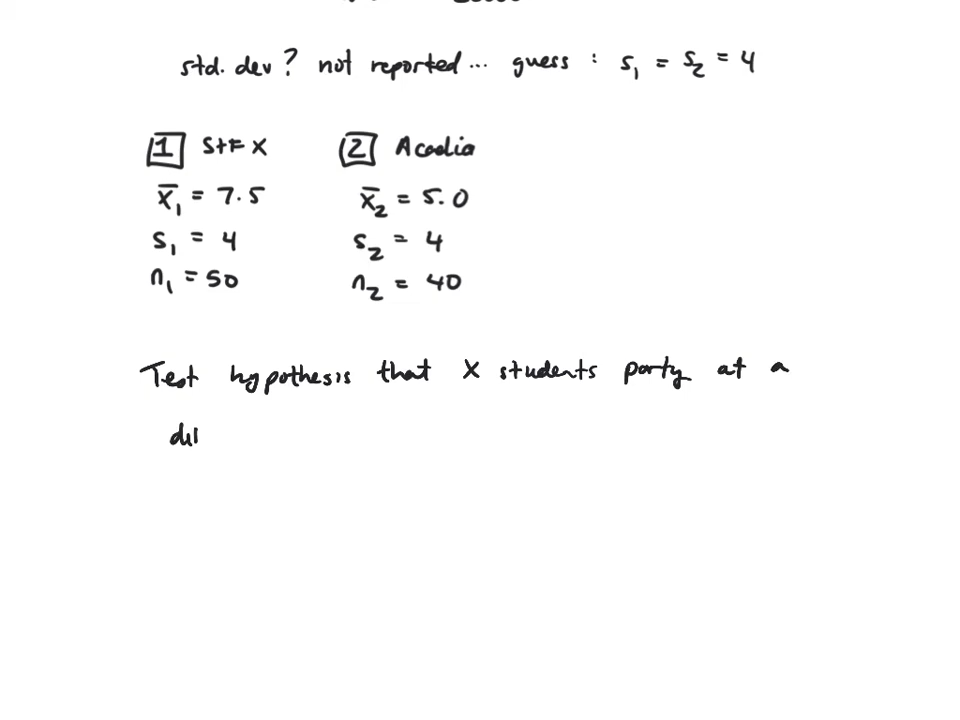 std. dev? not reported... guess : s₁ = s₂ = 4
1 StFX 2 Acadia
x̄₁ = 7.5 x̄₂ = 5.0
s₁ = 4 s₂ = 4
n₁ = 50 n₂ = 40
Test hypothesis that X students party at a